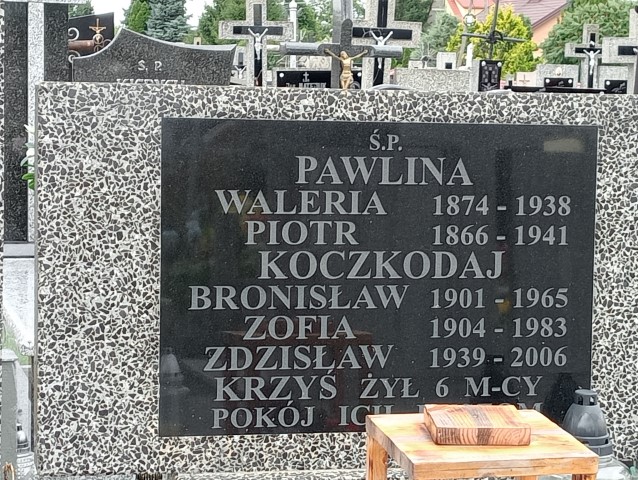 Ś.P.
Ś.P.
PAWLINA
WALERIA 1874 - 1938
PIOTR 1866 - 1941
KOCZKODAJ
BRONISŁAW 1901 - 1965
ZOFIA 1904 - 1983
ZDZISŁAW 1939 - 2006
KRZYŚ ŻYŁ 6 M-CY
POKÓJ ICH